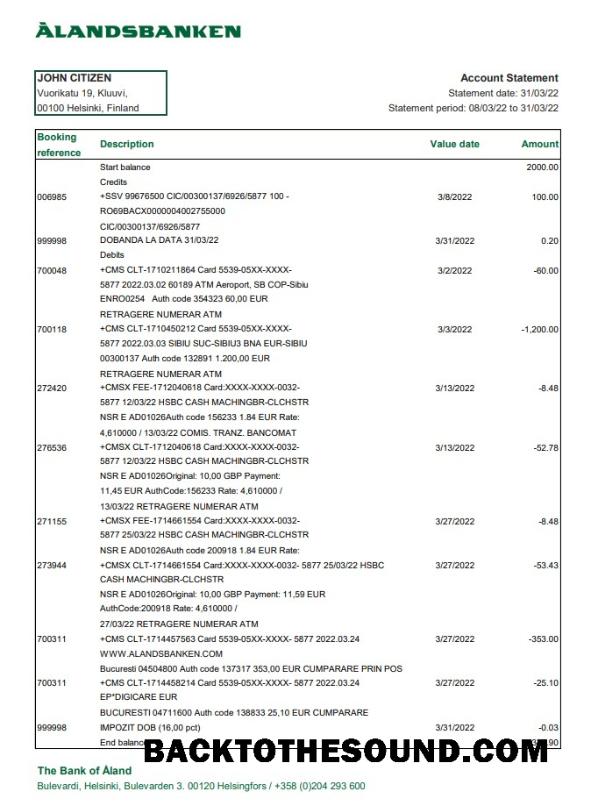 ÅLANDSBANKEN
JOHN CITIZEN
Vuorikatu 19, Kluuvi,
00100 Helsinki, Finland
Account Statement
Statement date: 31/03/22
Statement period: 08/03/22 to 31/03/22
Booking reference Description Value date Amount
Start balance 2000.00
Credits
006985 +SSV 99676500 CIC/00300137/6926/5877 100 - 3/8/2022 100.00
RO69BACX0000004002755000
CIC/00300137/6926/5877
999998 DOBANDA LA DATA 31/03/22 3/31/2022 0.20
Debits
700048 +CMS CLT-1710211864 Card 5539-05XX-XXXX- 3/2/2022 -60.00
5877 2022.03.02 60189 ATM Aeroport, SB COP-Sibiu
ENRO0254 Auth code 354323 60,00 EUR
RETRAGERE NUMERAR ATM
700118 +CMS CLT-1710450212 Card 5539-05XX-XXXX- 3/3/2022 -1,200.00
5877 2022.03.03 SIBIU SUC-SIBIU3 BNA EUR-SIBIU
00300137 Auth code 132891 1.200,00 EUR
RETRAGERE NUMERAR ATM
272420 +CMSX FEE-1712040618 Card:XXXX-XXXX-0032- 3/13/2022 -8.48
5877 12/03/22 HSBC CASH MACHINGBR-CLCHSTR
NSR E AD01026Auth code 156233 1.84 EUR Rate:
4,610000 / 13/03/22 COMIS. TRANZ. BANCOMAT
276536 +CMSX CLT-1712040618 Card:XXXX-XXXX-0032- 3/13/2022 -52.78
5877 12/03/22 HSBC CASH MACHINGBR-CLCHSTR
NSR E AD01026Original: 10,00 GBP Payment:
11,45 EUR AuthCode:156233 Rate: 4,610000 /
13/03/22 RETRAGERE NUMERAR ATM
271155 +CMSX FEE-1714661554 Card:XXXX-XXXX-0032- 3/27/2022 -8.48
5877 25/03/22 HSBC CASH MACHINGBR-CLCHSTR
NSR E AD01026Auth code 200918 1.84 EUR Rate:
273944 +CMSX CLT-1714661554 Card:XXXX-XXXX-0032- 5877 25/03/22 HSBC 3/27/2022 -53.43
CASH MACHINGBR-CLCHSTR
NSR E AD01026Original: 10,00 GBP Payment: 11,59 EUR
AuthCode:200918 Rate: 4,610000 /
27/03/22 RETRAGERE NUMERAR ATM
700311 +CMS CLT-1714457563 Card 5539-05XX-XXXX- 5877 2022.03.24 3/27/2022 -353.00
WWW.ALANDSBANKEN.COM
Bucuresti 04504800 Auth code 137317 353,00 EUR CUMPARARE PRIN POS
700311 +CMS CLT-1714458214 Card 5539-05XX-XXXX- 5877 2022.03.24 3/27/2022 -25.10
EP*DIGICARE EUR
BUCURESTI 04711600 Auth code 138833 25,10 EUR CUMPARARE
999998 IMPOZIT DOB (16,00 pct) 3/31/2022 -0.03
End balance
BACKTOTHESOUND.COM
The Bank of Åland
Bulevardi, Helsinki, Bulevarden 3. 00120 Helsingfors / +358 (0)204 293 600